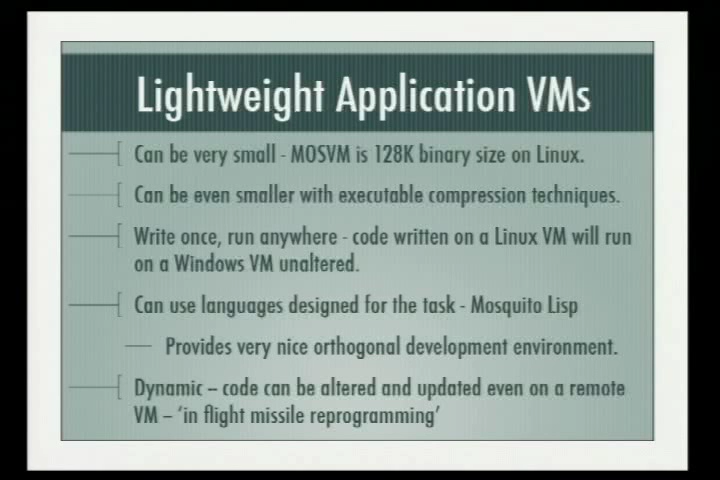 Lightweight Application VMs
Can be very small - MOSVM is 128K binary size on Linux.
Can be even smaller with executable compression techniques.
Write once, run anywhere - code written on a Linux VM will run
on a Windows VM unaltered.
Can use languages designed for the task - Mosquito Lisp
Provides very nice orthogonal development environment.
Dynamic – code can be altered and updated even on a remote
VM – ‘in flight missile reprogramming’